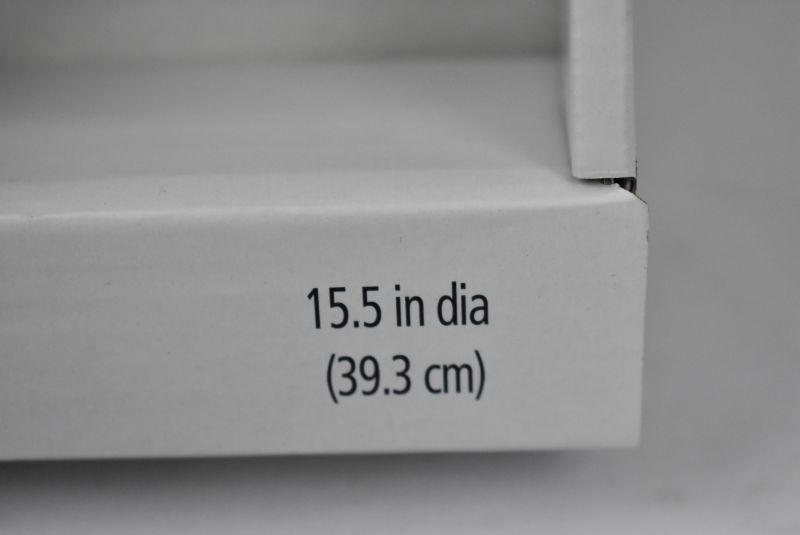 15.5 in dia
(39.3 cm)